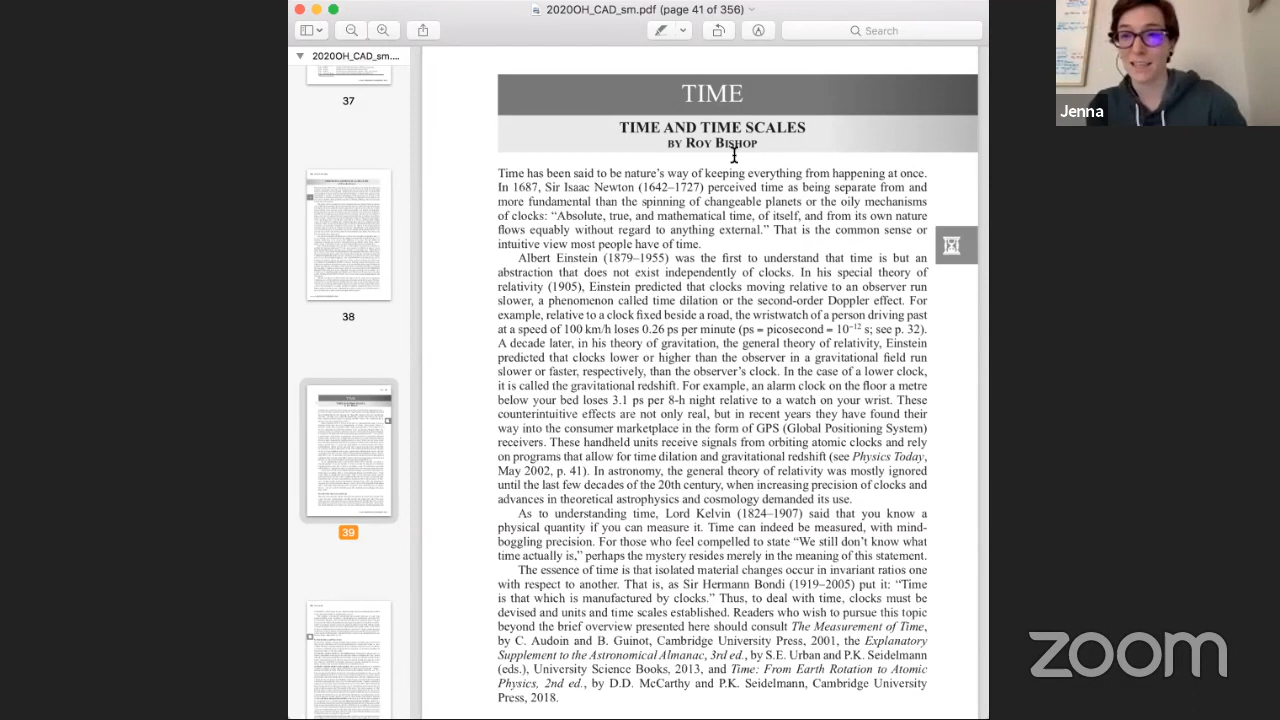 2020OH_CAD_sm.pdf (page 41 of 356)
Search
2020OH_CAD_sm....
37
38
39
TIME
TIME AND TIME SCALES
BY ROY BISHOP
Time has been said to be nature's way of keeping everything from happening at once.
In law, Sir Isaac Newton (1642–1727) perceived time as being separate from and
more fundamental than the spinning of changeable planets or the oily mechanisms
of clocks: “Absolute, true and mathematical time, of itself, and from its own nature
flows equably without regard to anything external.” That is the common sense or
intuitive view most people have of time.
Albert Einstein (1879–1955) was the first to understand that time is but an
abstraction that does not exist independently of clocks. In his special theory of
relativity (1905), Einstein predicted that clocks moving relative to an observer run
slower, a phenomenon called time dilation or the second-order Doppler effect. For
example, relative to a clock fixed beside a road, the wristwatch of a person driving past
at a speed of 100 km/h loses 0.26 ps per minute (ps = picosecond = 10⁻¹² s; see p. 32).
A decade later, in his theory of gravitation, the general theory of relativity, Einstein
predicted that clocks lower or higher than the observer in a gravitational field run
slower or faster, respectively, than the observer's clock. In the case of a lower clock,
it is called the gravitational redshift. For example, an alarm clock on the floor a metre
below your bed loses 3.1 ps per 8-h night relative to a watch on your wrist. These
counterintuitive effects are not only real, but in recent years they have found their
way into the consumer marketplace in the form of GPS (Global Positioning System)
receivers. These handheld units receive signals from orbiting atomic clocks and rely
on programs that allow for time dilation and gravitational redshift (see Physics Today,
May 2002, p. 41). Incidentally, the general theory of relativity was mostly ignored
until the last few decades of the 20th century, when increasing precision of clocks and
advances in theoretical astrophysics and cosmology demanded its use.
As to understanding time, Lord Kelvin (1824–1907) said that you know a
physical quantity if you can measure it. Time can indeed be measured, with mind-
boggling precision. For those who feel compelled to state “We still don't know what
time actually is,” perhaps the mystery resides merely in the meaning of this statement.
The essence of time is that isolated material changes occur in invariant ratios one
with respect to another. That is, as Sir Hermann Bondi (1919–2005) put it: “Time
is that which is manufactured by clocks.” Thus, to deal with time, clocks must be
devised and units and time scales established. Readers who wish to pursue this topic
beyond the brief overview presented here should consult The Measurement of Time,
by C. Audoin and B. Guinot, Cambridge University Press, 2001, the Explanatory
Supplement to the Astronomical Almanac, 3rd ed., edited by S.E. Urban and P.K. Seidelmann
University Science Books, 2013, and Time: From Earth Rotation to Atomic
Physics, 2nd ed., by D.D. McCarthy and P.K. Seidelmann, Cambridge University
Jenna
zoom